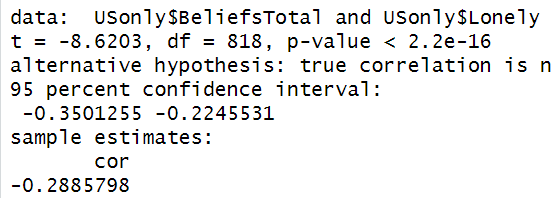 data:  USonly$BeliefsTotal and USonly$Lonely
t = -8.6203, df = 818, p-value < 2.2e-16
alternative hypothesis: true correlation is n
95 percent confidence interval:
 -0.3501255 -0.2245531
sample estimates:
       cor
-0.2885798